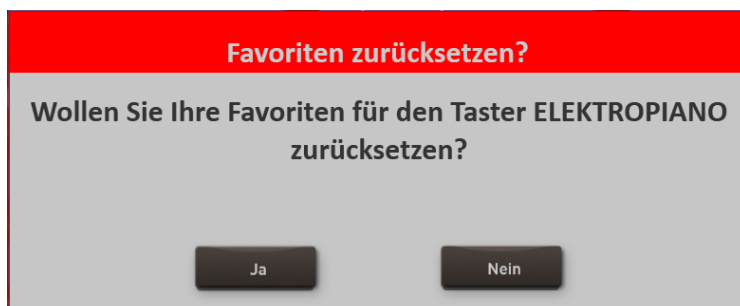 Favoriten zurücksetzen?
Wollen Sie Ihre Favoriten für den Taster ELEKTROPIANO
zurücksetzen?
Ja
Nein